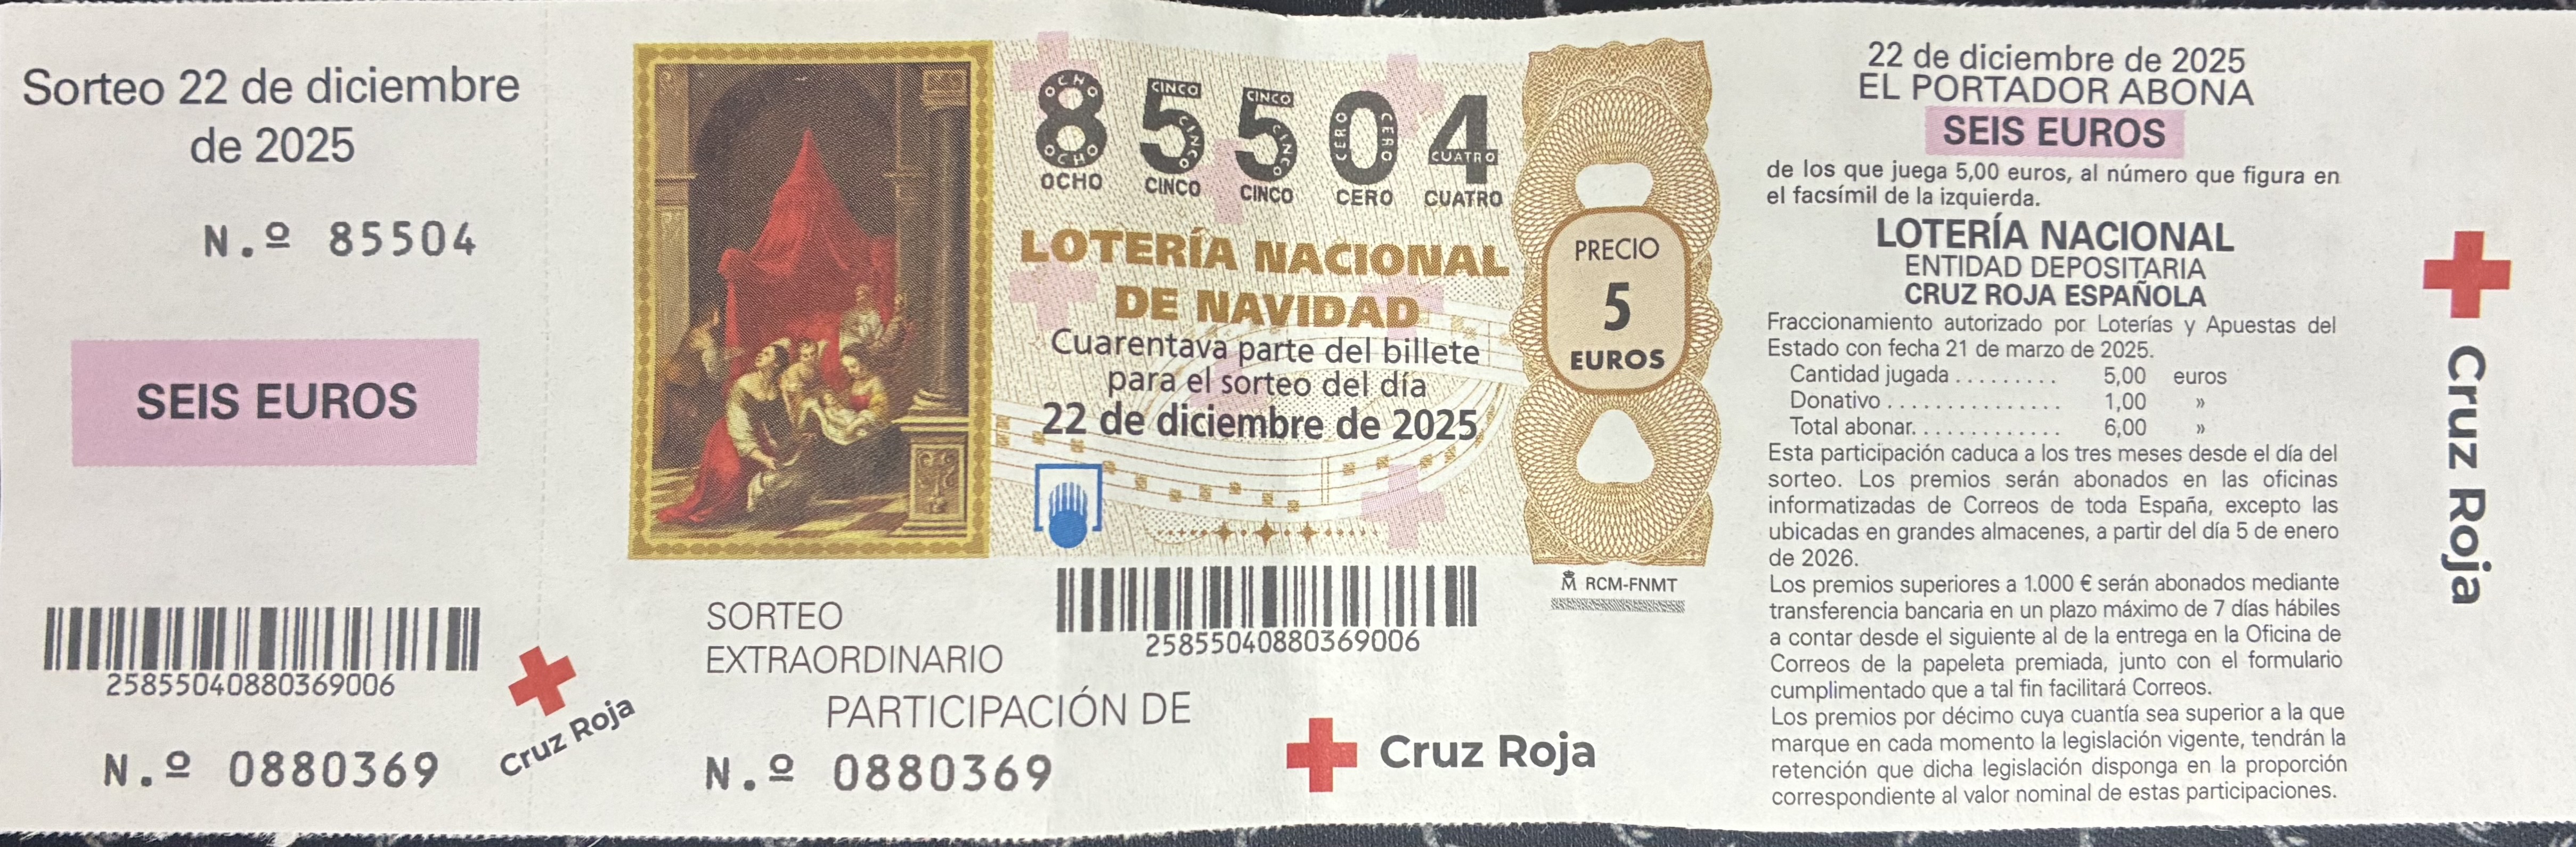 Sorteo 22 de diciembre
de 2025
N.º 85504
SEIS EUROS
25855040880369006
N.º 0880369
Cruz Roja
OCHO OCHO CINCO CINCO CINCO CINCO CERO CERO CUATRO
8 5 5 0 4
OCHO CINCO CINCO CERO CUATRO
LOTERÍA NACIONAL
DE NAVIDAD
Cuarentava parte del billete
para el sorteo del día
22 de diciembre de 2025
PRECIO
5
EUROS
RCM-FNMT
25855040880369006
SORTEO
EXTRAORDINARIO
PARTICIPACIÓN DE
N.º 0880369
Cruz Roja
22 de diciembre de 2025
EL PORTADOR ABONA
SEIS EUROS
de los que juega 5,00 euros, al número que figura en
el facsímil de la izquierda.
LOTERÍA NACIONAL
ENTIDAD DEPOSITARIA
CRUZ ROJA ESPAÑOLA
Fraccionamiento autorizado por Loterías y Apuestas del
Estado con fecha 21 de marzo de 2025.
Cantidad jugada ......... 5,00 euros
Donativo ............... 1,00 »
Total abonar............. 6,00 »
Esta participación caduca a los tres meses desde el día del
sorteo. Los premios serán abonados en las oficinas
informatizadas de Correos de toda España, excepto las
ubicadas en grandes almacenes, a partir del día 5 de enero
de 2026.
Los premios superiores a 1.000 € serán abonados mediante
transferencia bancaria en un plazo máximo de 7 días hábiles
a contar desde el siguiente al de la entrega en la Oficina de
Correos de la papeleta premiada, junto con el formulario
cumplimentado que a tal fin facilitará Correos.
Los premios por décimo cuya cuantía sea superior a la que
marque en cada momento la legislación vigente, tendrán la
retención que dicha legislación disponga en la proporción
correspondiente al valor nominal de estas participaciones.
Cruz Roja